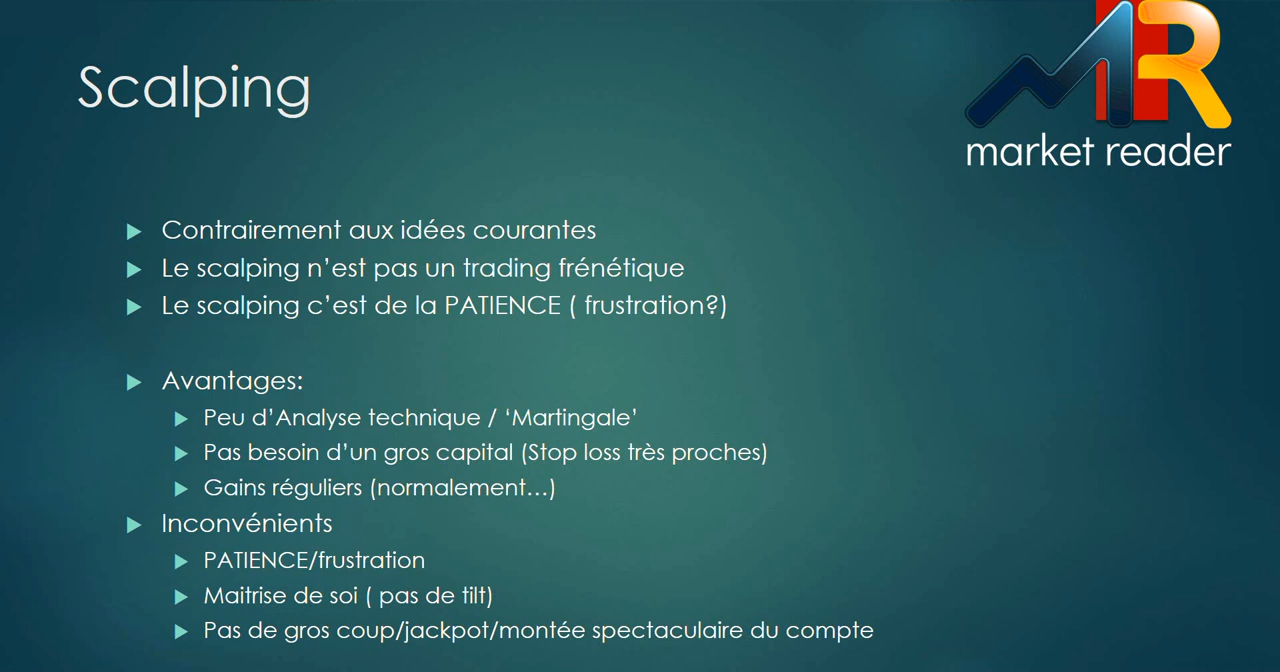 Scalping
MR
market reader
Contrairement aux idées courantes
Le scalping n’est pas un trading frénétique
Le scalping c’est de la PATIENCE ( frustration?)
Avantages:
Peu d’Analyse technique / ‘Martingale’
Pas besoin d’un gros capital (Stop loss très proches)
Gains réguliers (normalement…)
Inconvénients
PATIENCE/frustration
Maitrise de soi ( pas de tilt)
Pas de gros coup/jackpot/montée spectaculaire du compte